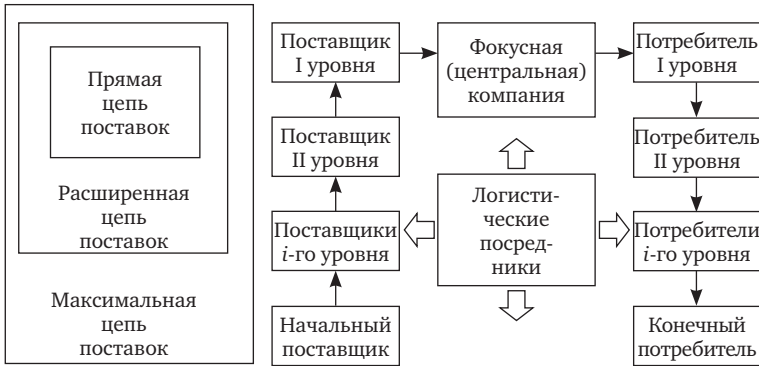 Прямая
цепь
поставок
Расширенная
цепь
поставок
Максимальная
цепь
поставок
Поставщик
I уровня
Поставщик
II уровня
Поставщики
i-го уровня
Начальный
поставщик
Фокусная
(центральная)
компания
Логисти-
ческие
посред-
ники
Потребитель
I уровня
Потребитель
II уровня
Потребители
i-го уровня
Конечный
потребитель